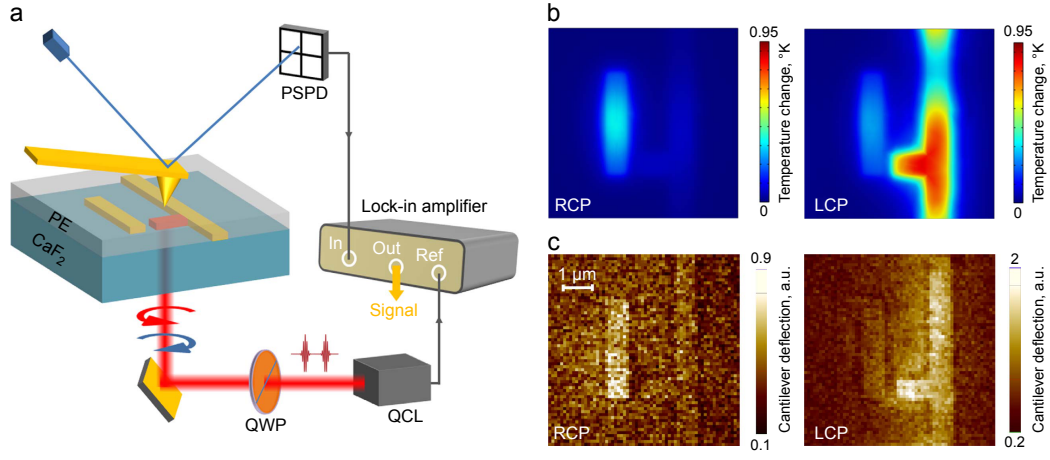 a
PSPD
PE
CaF2
Lock-in amplifier
In
Out
Ref
Signal
QWP
QCL
b
0.95
Temperature change, °K
0
RCP
0.95
Temperature change, °K
0
LCP
c
1 µm
0.9
Cantilever deflection, a.u.
0.1
RCP
2
Cantilever deflection, a.u.
0.2
LCP